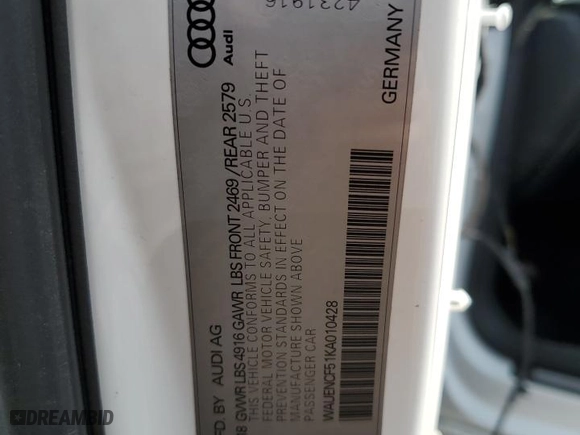 4231916
Audi
FD BY AUDI AG
18 GVWR LBS 4916 GAWR LBS FRONT 2469/REAR 2579
THIS VEHICLE CONFORMS TO ALL APPLICABLE U.S.
FEDERAL MOTOR VEHICLE SAFETY, BUMPER AND THEFT
PREVENTION STANDARDS IN EFFECT ON THE DATE OF
MANUFACTURE SHOWN ABOVE
PASSENGER CAR
WAUENCF51KA010428
GERMANY
DREAMBID